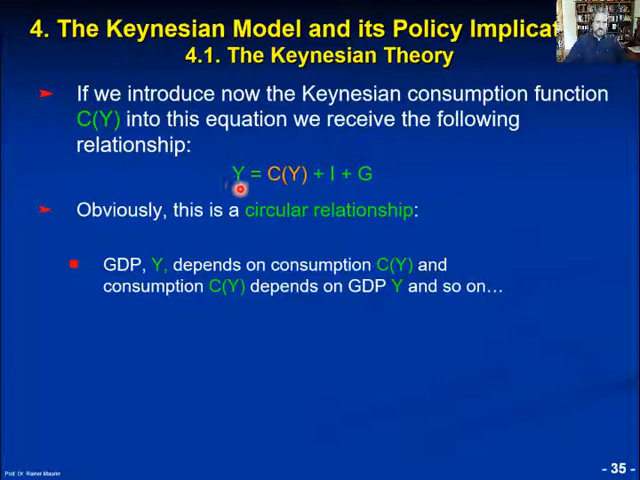 4. The Keynesian Model and its Policy
4.1. The Keynesian Theory
If we introduce now the Keynesian consumption function
C(Y) into this equation we receive the following
relationship:
Y = C(Y) + I + G
Obviously, this is a circular relationship:
GDP, Y, depends on consumption C(Y) and
consumption C(Y) depends on GDP Y and so on…
Prof. Dr. Rainer Maurer
- 35 -